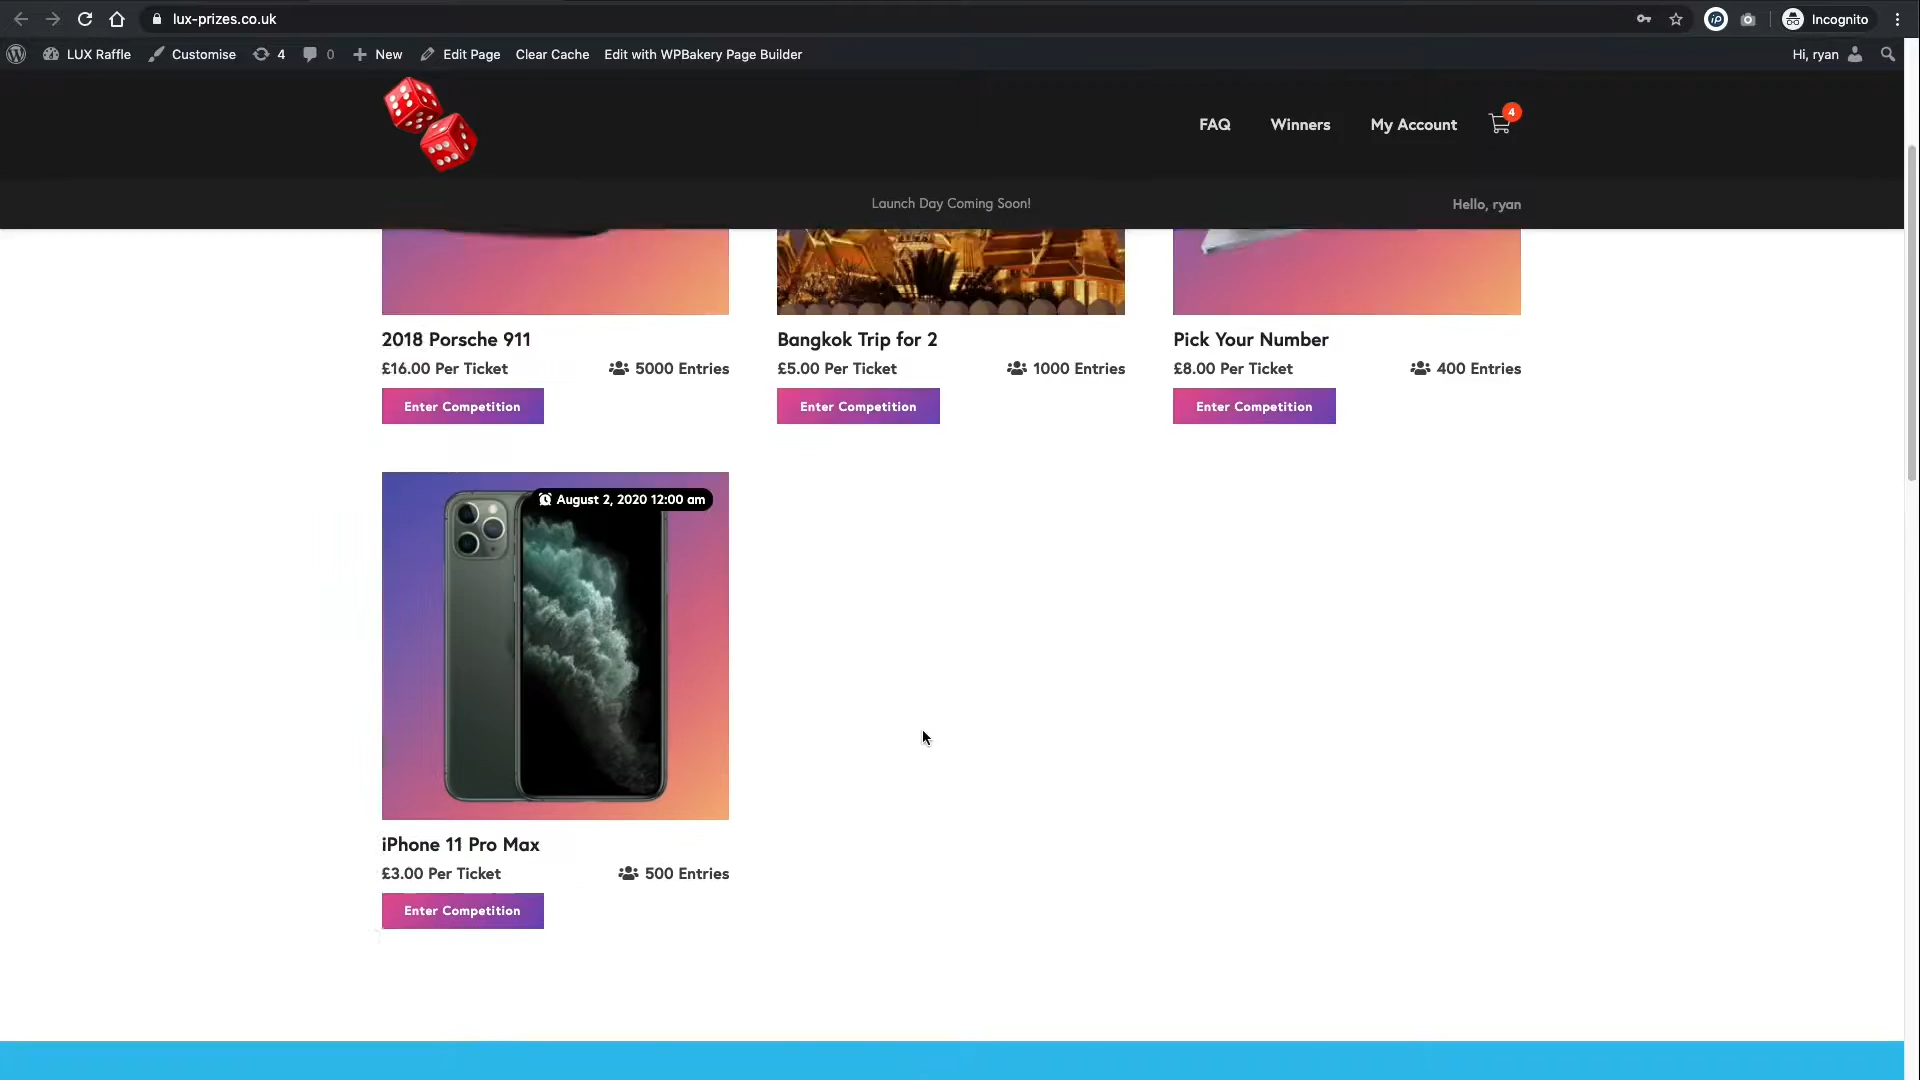 lux-prizes.co.uk
Incognito
LUX Raffle
Customise
4
0
New
Edit Page
Clear Cache
Edit with WPBakery Page Builder
Hi, ryan
FAQ
Winners
My Account
4
Launch Day Coming Soon!
Hello, ryan
2018 Porsche 911
£16.00 Per Ticket
5000 Entries
Enter Competition
Bangkok Trip for 2
£5.00 Per Ticket
1000 Entries
Enter Competition
Pick Your Number
£8.00 Per Ticket
400 Entries
Enter Competition
August 2, 2020 12:00 am
iPhone 11 Pro Max
£3.00 Per Ticket
500 Entries
Enter Competition